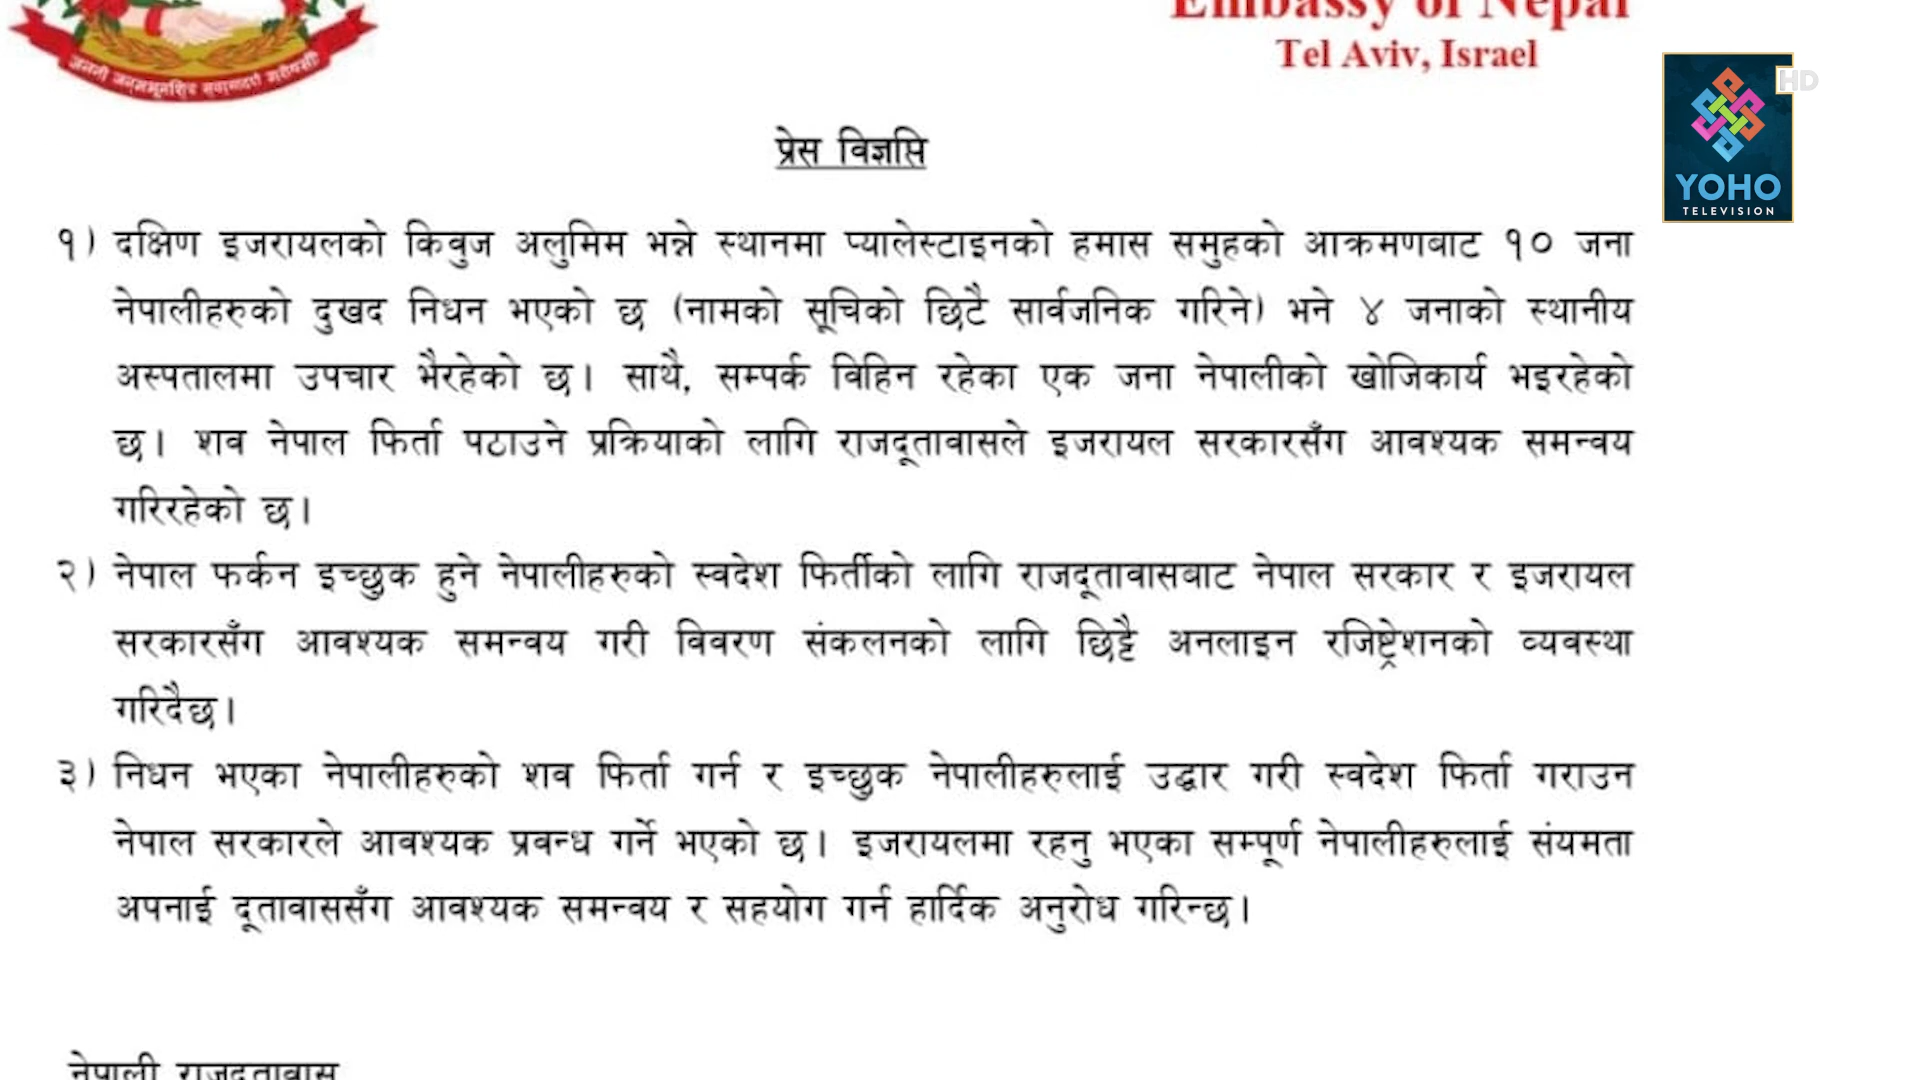 Embassy of Nepal
Tel Aviv, Israel
HD
YOHO
TELEVISION
प्रेस विज्ञप्ति
१) दक्षिण इजरायलको किबुज अलुमिम भन्ने स्थानमा प्यालेस्टाइनको हमास समुहको आक्रमणबाट १० जना
नेपालीहरुको दुखद निधन भएको छ (नामको सूचिको छिटै सार्वजनिक गरिने) भने ४ जनाको स्थानीय
अस्पतालमा उपचार भैरहेको छ। साथै, सम्पर्क विहिन रहेका एक जना नेपालीको खोजिकार्य भइरहेको
छ। शव नेपाल फिर्ता पठाउने प्रक्रियाको लागि राजदूतावासले इजरायल सरकारसँग आवश्यक समन्वय
गरिरहेको छ।
२) नेपाल फर्कन इच्छुक हुने नेपालीहरुको स्वदेश फिर्तीको लागि राजदूतावासबाट नेपाल सरकार र इजरायल
सरकारसँग आवश्यक समन्वय गरी विवरण संकलनको लागि छिट्टै अनलाइन रजिष्ट्रेशनको व्यवस्था
गरिदैछ।
३) निधन भएका नेपालीहरुको शव फिर्ता गर्न र इच्छुक नेपालीहरुलाई उद्धार गरी स्वदेश फिर्ता गराउन
नेपाल सरकारले आवश्यक प्रवन्ध गर्ने भएको छ। इजरायलमा रहनु भएका सम्पूर्ण नेपालीहरुलाई संयमता
अपनाई दूतावाससँग आवश्यक समन्वय र सहयोग गर्न हार्दिक अनुरोध गरिन्छ।
नेपाली राजदूतावास